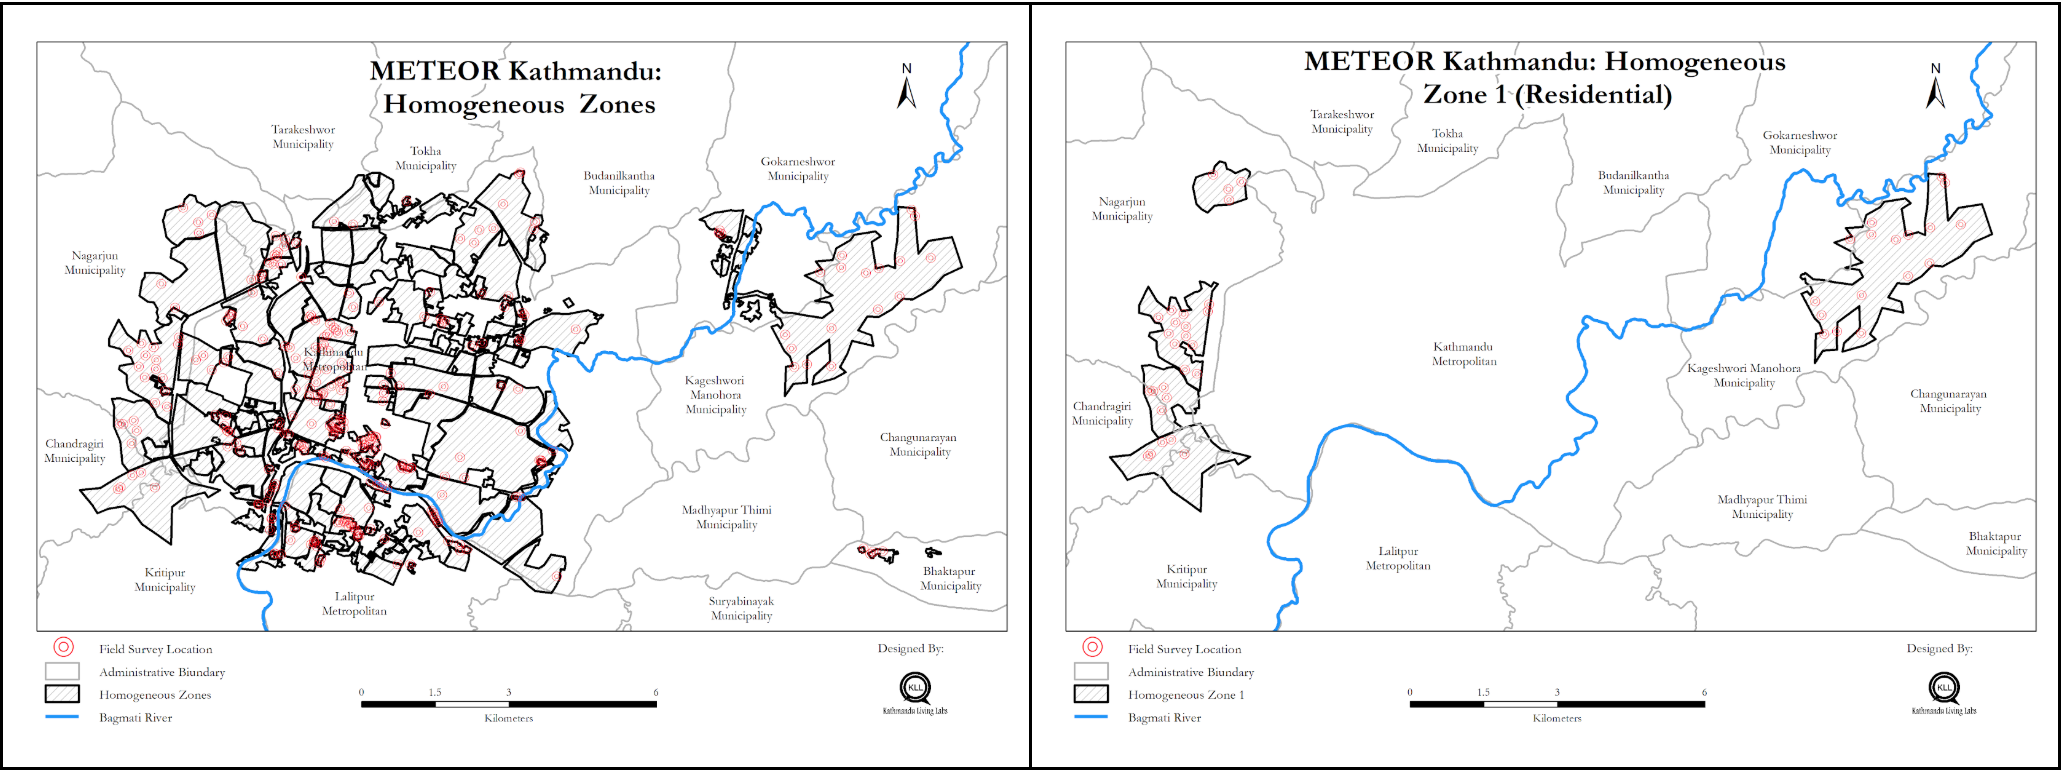 METEOR Kathmandu:
Homogeneous Zones
N
Tarakeshwor
Municipality
Tokha
Municipality
Gokarneshwor
Municipality
Budanilkantha
Municipality
Nagarjun
Municipality
Kathmandu
Metropolitan
Kageshwori
Manohora
Municipality
Chandragiri
Municipality
Changunarayan
Municipality
Madhyapur Thimi
Municipality
Kritipur
Municipality
Lalitpur
Metropolitan
Bhaktapur
Municipality
Suryabinayak
Municipality
Field Survey Location
Administrative Biundary
Homogeneous Zones
Bagmati River
0 1.5 3 6
Kilometers
Designed By:
KLL
Kathmandu Living Labs
METEOR Kathmandu: Homogeneous
Zone 1 (Residential)
N
Tarakeshwor
Municipality
Tokha
Municipality
Gokarneshwor
Municipality
Budanilkantha
Municipality
Nagarjun
Municipality
Kathmandu
Metropolitan
Kageshwori Manohora
Municipality
Chandragiri
Municipality
Changunarayan
Municipality
Madhyapur Thimi
Municipality
Bhaktapur
Municipality
Lalitpur
Metropolitan
Kritipur
Municipality
Field Survey Location
Administrative Biundary
Homogeneous Zone 1
Bagmati River
0 1.5 3 6
Kilometers
Designed By:
KLL
Kathmandu Living Labs